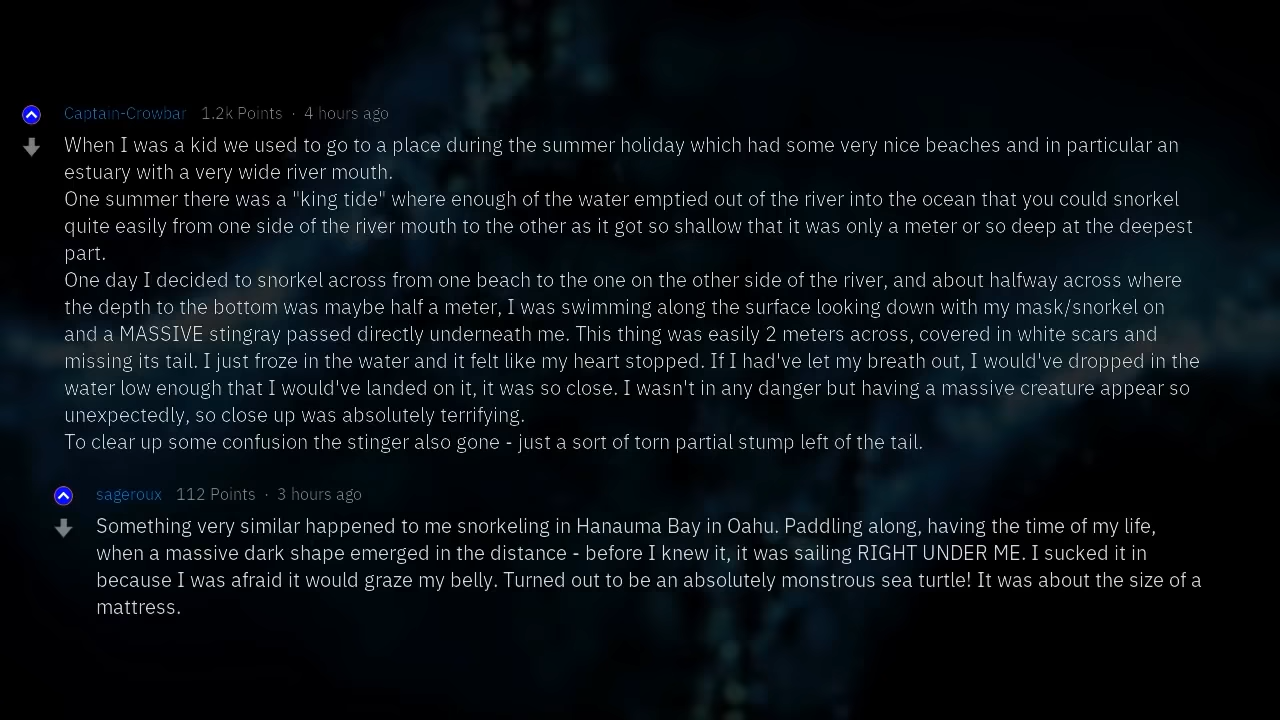 Captain-Crowbar 1.2k Points · 4 hours ago
When I was a kid we used to go to a place during the summer holiday which had some very nice beaches and in particular an
estuary with a very wide river mouth.
One summer there was a "king tide" where enough of the water emptied out of the river into the ocean that you could snorkel
quite easily from one side of the river mouth to the other as it got so shallow that it was only a meter or so deep at the deepest
part.
One day I decided to snorkel across from one beach to the one on the other side of the river, and about halfway across where
the depth to the bottom was maybe half a meter, I was swimming along the surface looking down with my mask/snorkel on
and a MASSIVE stingray passed directly underneath me. This thing was easily 2 meters across, covered in white scars and
missing its tail. I just froze in the water and it felt like my heart stopped. If I had've let my breath out, I would've dropped in the
water low enough that I would've landed on it, it was so close. I wasn't in any danger but having a massive creature appear so
unexpectedly, so close up was absolutely terrifying.
To clear up some confusion the stinger also gone - just a sort of torn partial stump left of the tail.
sageroux 112 Points · 3 hours ago
Something very similar happened to me snorkeling in Hanauma Bay in Oahu. Paddling along, having the time of my life,
when a massive dark shape emerged in the distance - before I knew it, it was sailing RIGHT UNDER ME. I sucked it in
because I was afraid it would graze my belly. Turned out to be an absolutely monstrous sea turtle! It was about the size of a
mattress.